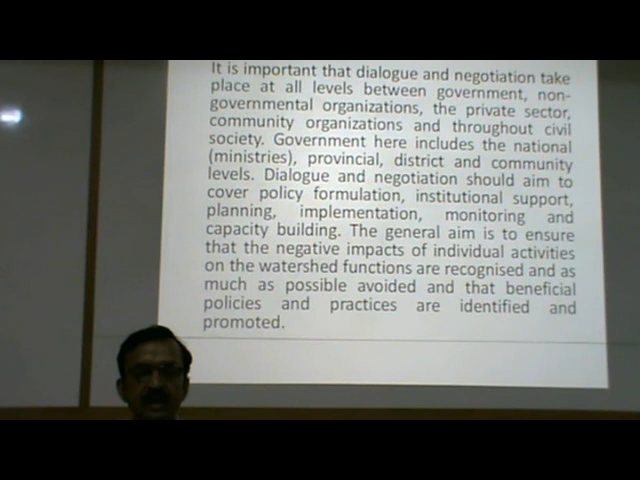 It is important that dialogue and negotiation take
place at all levels between government, non-
governmental organizations, the private sector,
community organizations and throughout civil
society. Government here includes the national
(ministries), provincial, district and community
levels. Dialogue and negotiation should aim to
cover policy formulation, institutional support,
planning, implementation, monitoring and
capacity building. The general aim is to ensure
that the negative impacts of individual activities
on the watershed functions are recognised and as
much as possible avoided and that beneficial
policies and practices are identified and
promoted.